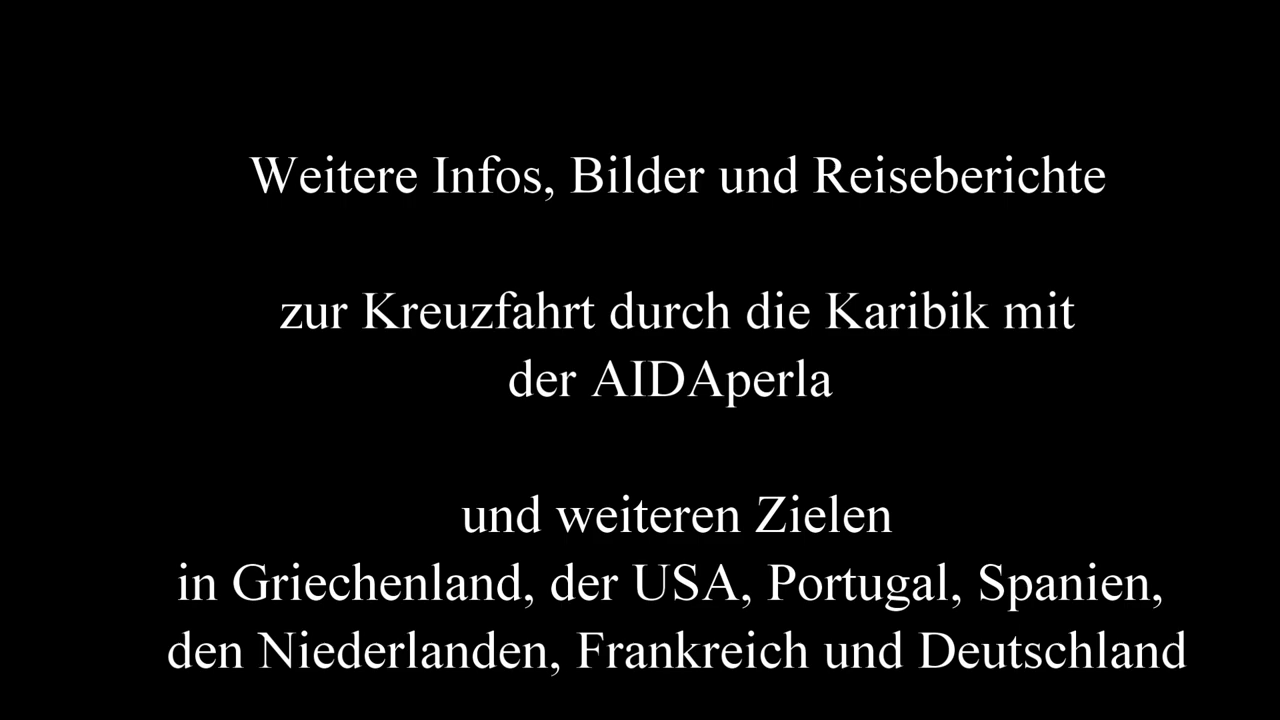 Weitere Infos, Bilder und Reiseberichte
zur Kreuzfahrt durch die Karibik mit
der AIDAperla
und weiteren Zielen
in Griechenland, der USA, Portugal, Spanien,
den Niederlanden, Frankreich und Deutschland